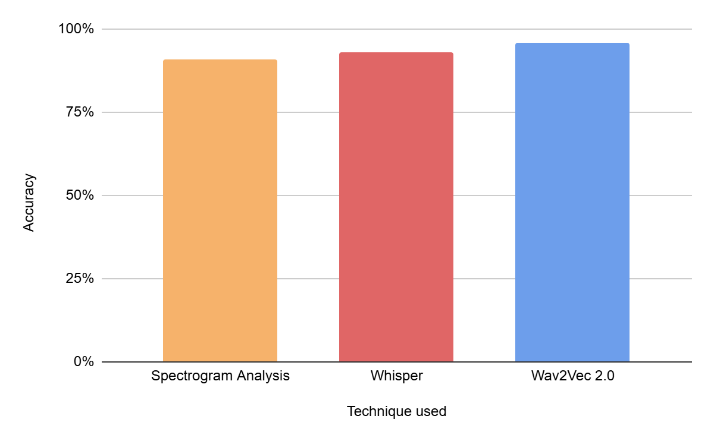 100%
75%
50%
25%
0%
Accuracy
Spectrogram Analysis
Whisper
Wav2Vec 2.0
Technique used